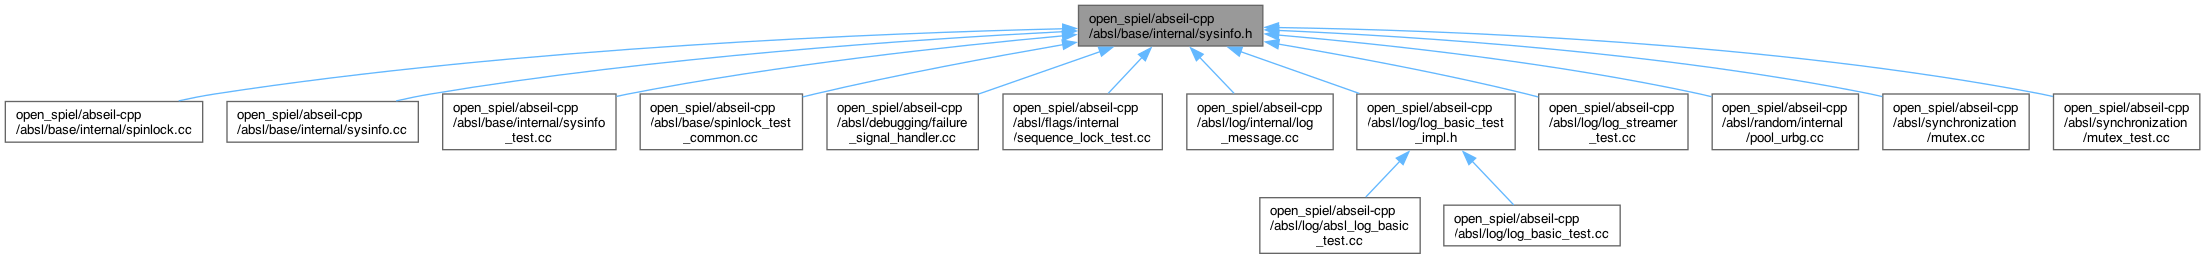 open_spiel/abseil-cpp
/absl/base/internal/sysinfo.h
open_spiel/abseil-cpp
/absl/base/internal/spinlock.cc
open_spiel/abseil-cpp
/absl/base/internal/sysinfo.cc
open_spiel/abseil-cpp
/absl/base/internal/sysinfo
_test.cc
open_spiel/abseil-cpp
/absl/base/spinlock_test
_common.cc
open_spiel/abseil-cpp
/absl/debugging/failure
_signal_handler.cc
open_spiel/abseil-cpp
/absl/flags/internal
/sequence_lock_test.cc
open_spiel/abseil-cpp
/absl/log/internal/log
_message.cc
open_spiel/abseil-cpp
/absl/log/log_basic_test
_impl.h
open_spiel/abseil-cpp
/absl/log/log_streamer
_test.cc
open_spiel/abseil-cpp
/absl/random/internal
/pool_urbg.cc
open_spiel/abseil-cpp
/absl/synchronization
/mutex.cc
open_spiel/abseil-cpp
/absl/synchronization
/mutex_test.cc
open_spiel/abseil-cpp
/absl/log/absl_log_basic
_test.cc
open_spiel/abseil-cpp
/absl/log/log_basic_test.cc